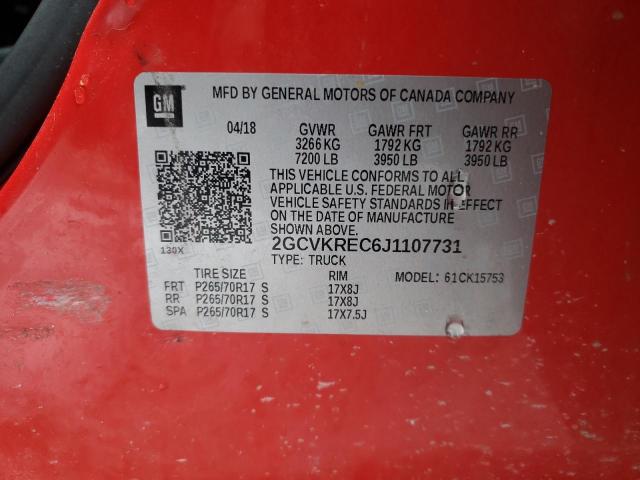 GM
MFD BY GENERAL MOTORS OF CANADA COMPANY
04/18 GVWR GAWR FRT GAWR RR
3266 KG 1792 KG 1792 KG
7200 LB 3950 LB 3950 LB
THIS VEHICLE CONFORMS TO ALL
APPLICABLE U.S. FEDERAL MOTOR
VEHICLE SAFETY STANDARDS IN EFFECT
ON THE DATE OF MANUFACTURE
SHOWN ABOVE.
130X
2GCVKREC6J1107731
TYPE: TRUCK
TIRE SIZE RIM MODEL: 61CK15753
FRT P265/70R17 S 17X8J
RR P265/70R17 S 17X8J
SPA P265/70R17 S 17X7.5J